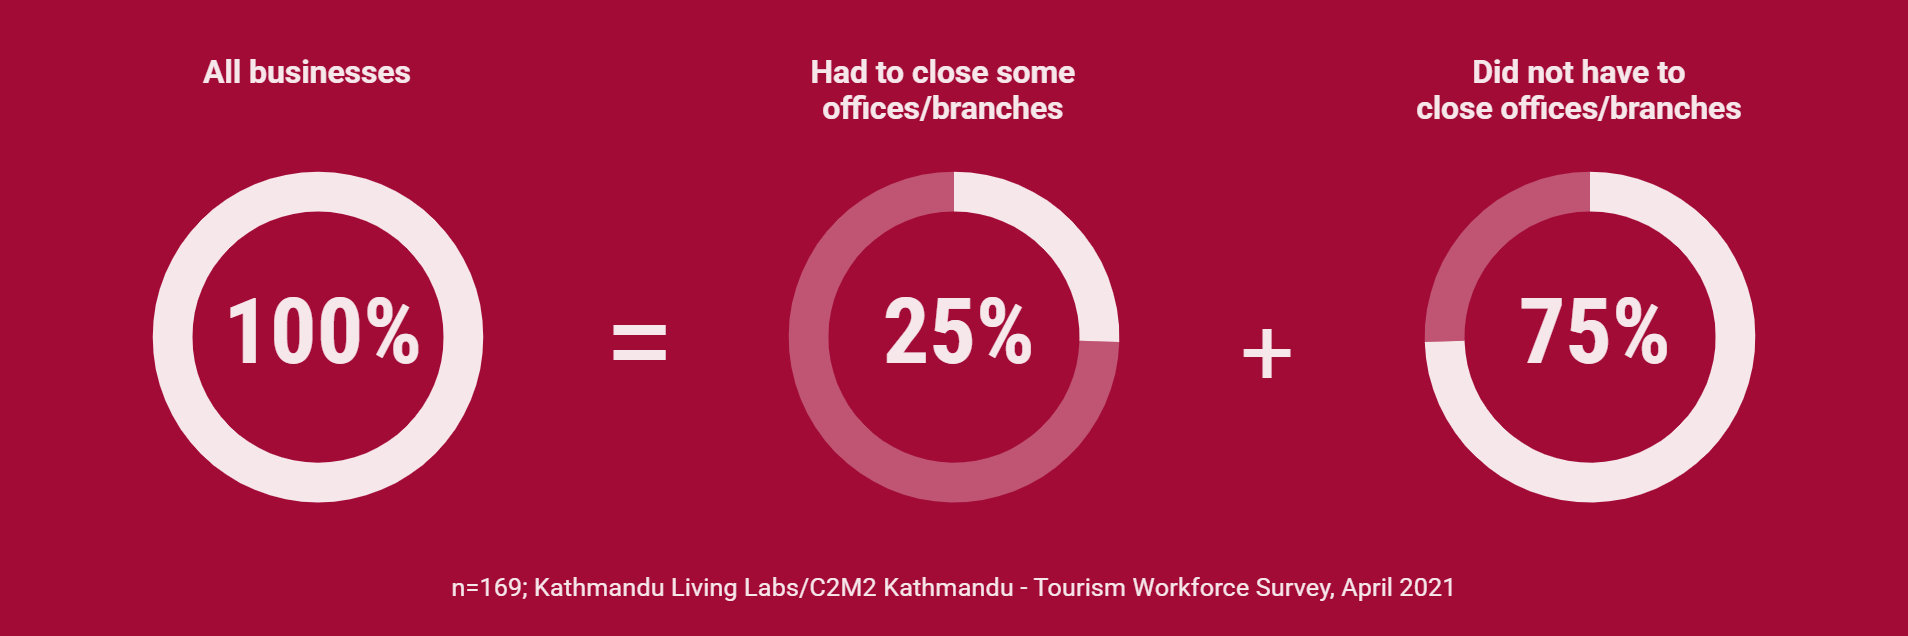 All businesses
Had to close some
offices/branches
Did not have to
close offices/branches
100%
=
25%
+
75%
n=169; Kathmandu Living Labs/C2M2 Kathmandu - Tourism Workforce Survey, April 2021